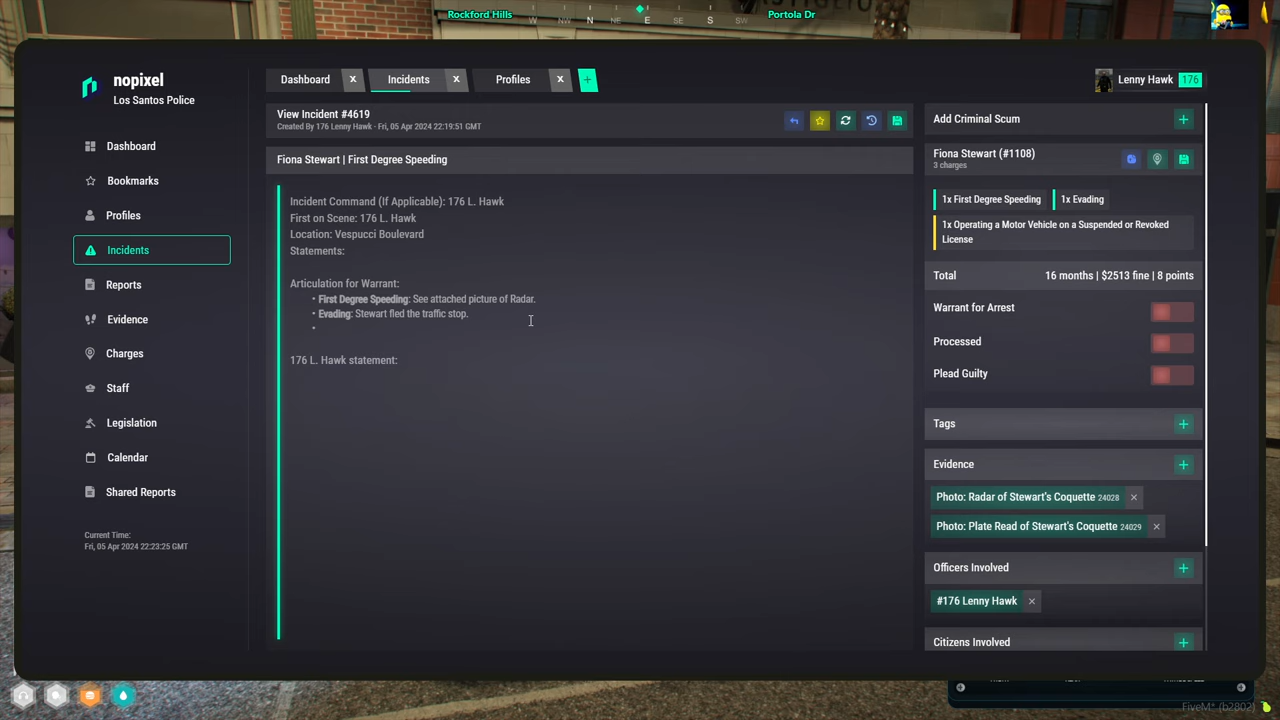 Rockford Hills
W NW N NE E SE S SW
Portola Dr
nopixel
Los Santos Police
Dashboard x
Incidents x
Profiles x
+
Lenny Hawk 176
Dashboard
Bookmarks
Profiles
Incidents
Reports
Evidence
Charges
Staff
Legislation
Calendar
Shared Reports
Current Time:
Fri, 05 Apr 2024 22:23:25 GMT
View Incident #4619
Created By 176 Lenny Hawk - Fri, 05 Apr 2024 22:19:51 GMT
Fiona Stewart | First Degree Speeding
Incident Command (If Applicable): 176 L. Hawk
First on Scene: 176 L. Hawk
Location: Vespucci Boulevard
Statements:
Articulation for Warrant:
• First Degree Speeding: See attached picture of Radar.
• Evading: Stewart fled the traffic stop.
•
176 L. Hawk statement:
Add Criminal Scum +
Fiona Stewart (#1108)
3 charges
1x First Degree Speeding
1x Evading
1x Operating a Motor Vehicle on a Suspended or Revoked
License
Total 16 months | $2513 fine | 8 points
Warrant for Arrest
Processed
Plead Guilty
Tags +
Evidence +
Photo: Radar of Stewart's Coquette 24028 ×
Photo: Plate Read of Stewart's Coquette 24029 ×
Officers Involved +
#176 Lenny Hawk ×
Citizens Involved +
FiveM* (b2802)